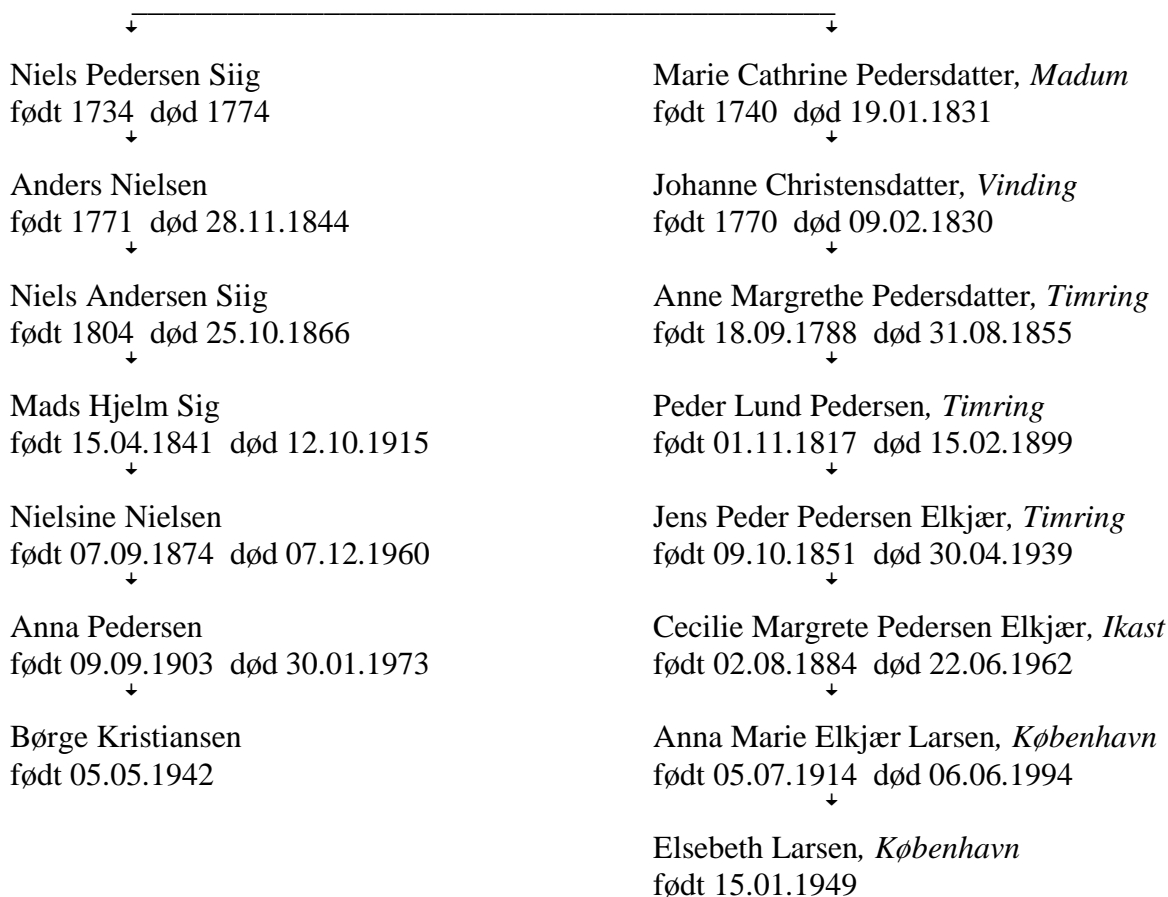 Niels Pedersen Siig
født 1734 død 1774
Anders Nielsen
født 1771 død 28.11.1844
Niels Andersen Siig
født 1804 død 25.10.1866
Mads Hjelm Sig
født 15.04.1841 død 12.10.1915
Nielsine Nielsen
født 07.09.1874 død 07.12.1960
Anna Pedersen
født 09.09.1903 død 30.01.1973
Børge Kristiansen
født 05.05.1942
Marie Cathrine Pedersdatter, Madum
født 1740 død 19.01.1831
Johanne Christensdatter, Vinding
født 1770 død 09.02.1830
Anne Margrethe Pedersdatter, Timring
født 18.09.1788 død 31.08.1855
Peder Lund Pedersen, Timring
født 01.11.1817 død 15.02.1899
Jens Peder Pedersen Elkjær, Timring
født 09.10.1851 død 30.04.1939
Cecilie Margrete Pedersen Elkjær, Ikast
født 02.08.1884 død 22.06.1962
Anna Marie Elkjær Larsen, København
født 05.07.1914 død 06.06.1994
Elsebeth Larsen, København
født 15.01.1949